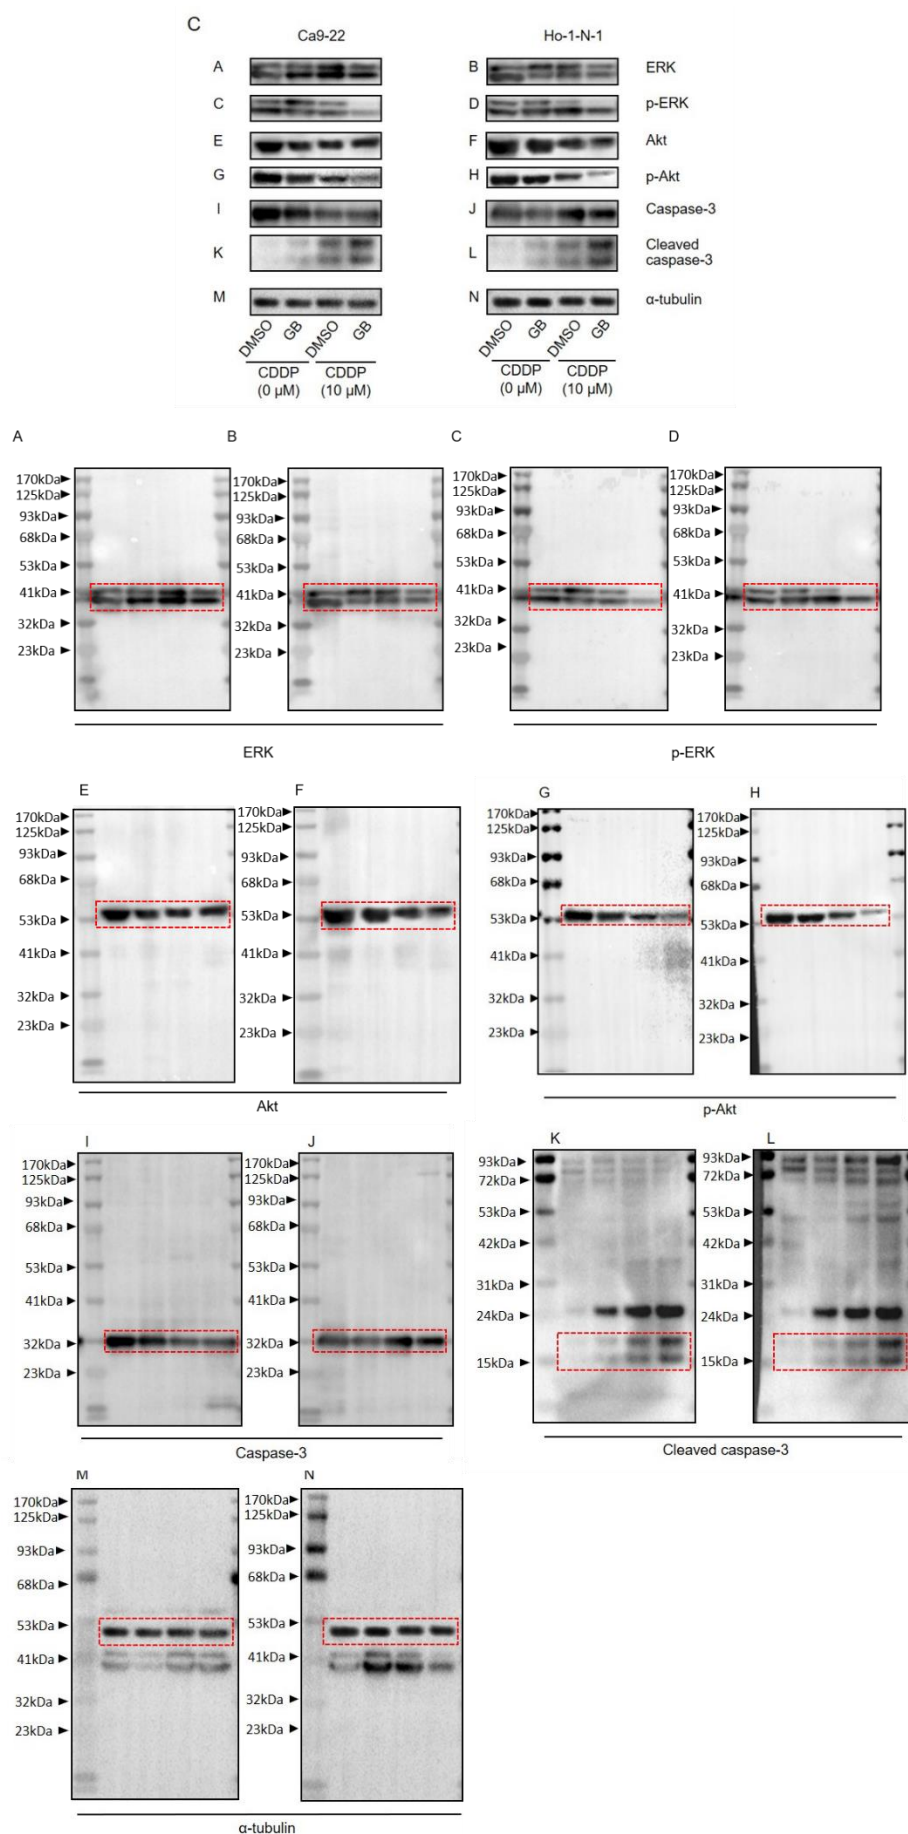 C
Ca9-22 Ho-1-N-1
A B ERK
C D p-ERK
E F Akt
G H p-Akt
I J Caspase-3
K L Cleaved
caspase-3
M N α-tubulin
DMSO GB DMSO GB DMSO GB DMSO GB
CDDP CDDP CDDP CDDP
(0 µM) (10 µM) (0 µM) (10 µM)
A B C D
170kDa 170kDa 170kDa 170kDa
125kDa 125kDa 125kDa 125kDa
93kDa 93kDa 93kDa 93kDa
68kDa 68kDa 68kDa 68kDa
53kDa 53kDa 53kDa 53kDa
41kDa 41kDa 41kDa 41kDa
32kDa 32kDa 32kDa 32kDa
23kDa 23kDa 23kDa 23kDa
ERK p-ERK
E F G H
170kDa 170kDa 170kDa 170kDa
125kDa 125kDa 125kDa 125kDa
93kDa 93kDa 93kDa 93kDa
68kDa 68kDa 68kDa 68kDa
53kDa 53kDa 53kDa 53kDa
41kDa 41kDa 41kDa 41kDa
32kDa 32kDa 32kDa 32kDa
23kDa 23kDa 23kDa 23kDa
Akt p-Akt
I J K L
170kDa 170kDa 93kDa 93kDa
125kDa 125kDa 72kDa 72kDa
93kDa 93kDa 53kDa 53kDa
68kDa 68kDa 42kDa 42kDa
53kDa 53kDa 31kDa 31kDa
41kDa 41kDa 24kDa 24kDa
32kDa 32kDa 15kDa 15kDa
23kDa 23kDa
Caspase-3 Cleaved caspase-3
M N
170kDa 170kDa
125kDa 125kDa
93kDa 93kDa
68kDa 68kDa
53kDa 53kDa
41kDa 41kDa
32kDa 32kDa
23kDa 23kDa
α-tubulin